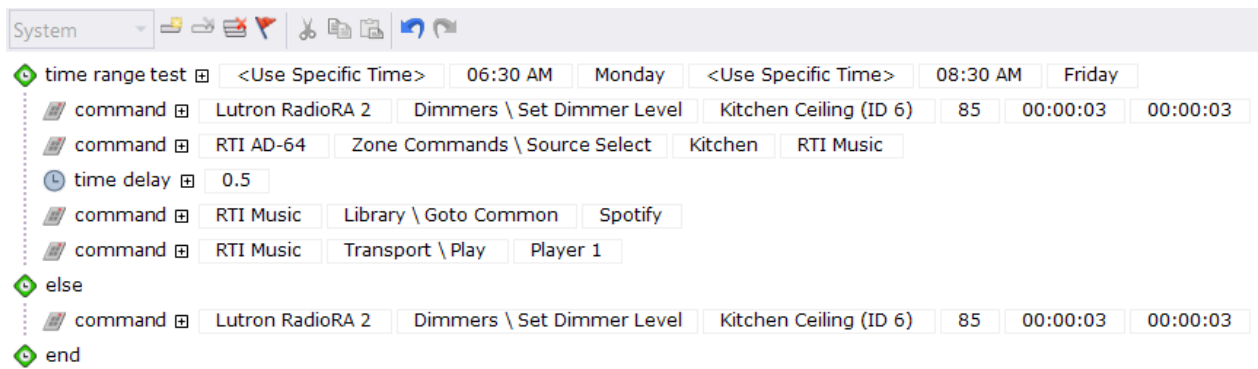 System
time range test <Use Specific Time> 06:30 AM Monday <Use Specific Time> 08:30 AM Friday
command Lutron RadioRA 2 Dimmers \ Set Dimmer Level Kitchen Ceiling (ID 6) 85 00:00:03 00:00:03
command RTI AD-64 Zone Commands \ Source Select Kitchen RTI Music
time delay 0.5
command RTI Music Library \ Goto Common Spotify
command RTI Music Transport \ Play Player 1
else
command Lutron RadioRA 2 Dimmers \ Set Dimmer Level Kitchen Ceiling (ID 6) 85 00:00:03 00:00:03
end